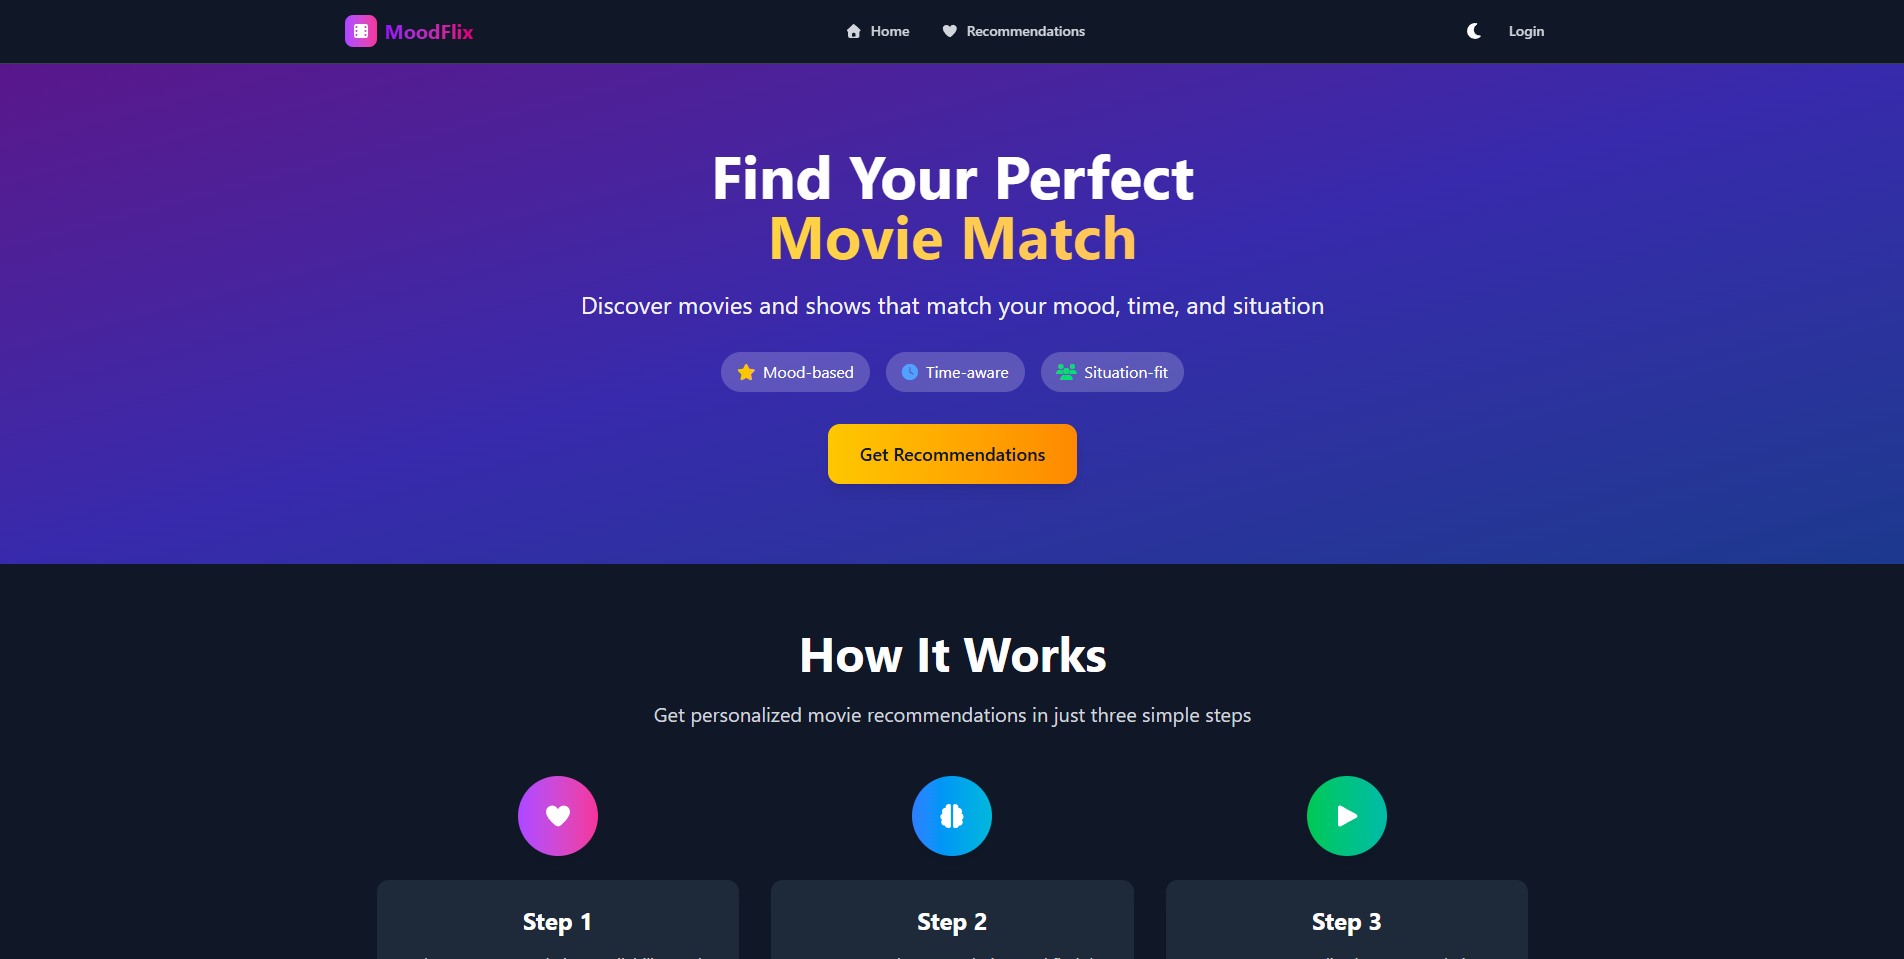 MoodFlix
Home
Recommendations
Login
Find Your Perfect
Movie Match
Discover movies and shows that match your mood, time, and situation
Mood-based
Time-aware
Situation-fit
Get Recommendations
How It Works
Get personalized movie recommendations in just three simple steps
Step 1
Step 2
Step 3